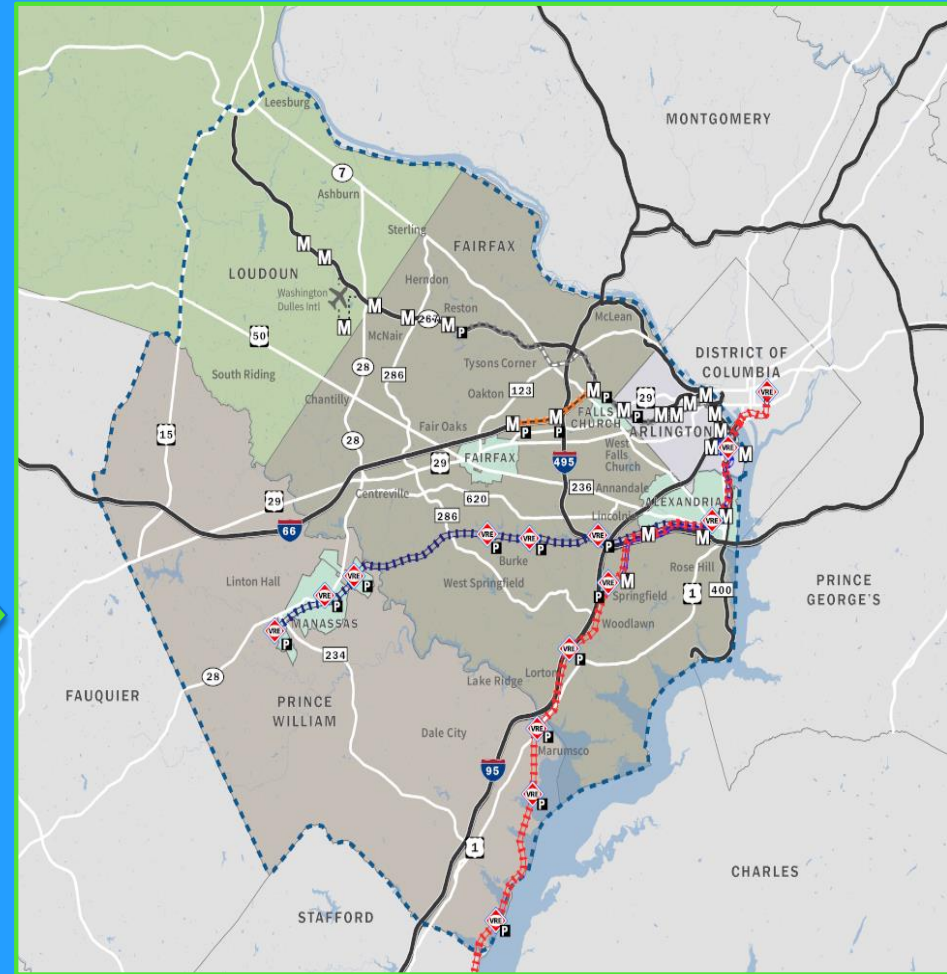 Leesburg
MONTGOMERY
7
Ashburn
Sterling
FAIRFAX
M
M
LOUDOUN
Herndon
Washington
Dulles Intl
M
Reston
M
267
M
P
McLean
M
McNair
50
DISTRICT OF
COLUMBIA
Tysons Corner
28
286
South Riding
Oakton
123
M
P
29
M
VRE
Chantilly
FALLS
CHURCH
M
P
M
M
M
M
15
Fair Oaks
M
P
M
P
ARLINGTON
M
28
29
FAIRFAX
West
Falls
Church
M
VRE
M
495
29
Centreville
620
236
Annandale
ALEXANDRIA
286
Lincolnia
M
VRE
66
VRE
P
VRE
P
VRE
P
M
M
Burke
Linton Hall
VRE
P
West Springfield
Rose Hill
VRE
P
VRE
P
M
Springfield
1
400
PRINCE
GEORGE'S
MANASSAS
VRE
P
Woodlawn
234
VRE
P
28
Lorton
Lake Ridge
FAUQUIER
PRINCE
WILLIAM
Dale City
VRE
P
Marumsco
95
VRE
P
1
CHARLES
STAFFORD
VRE
P